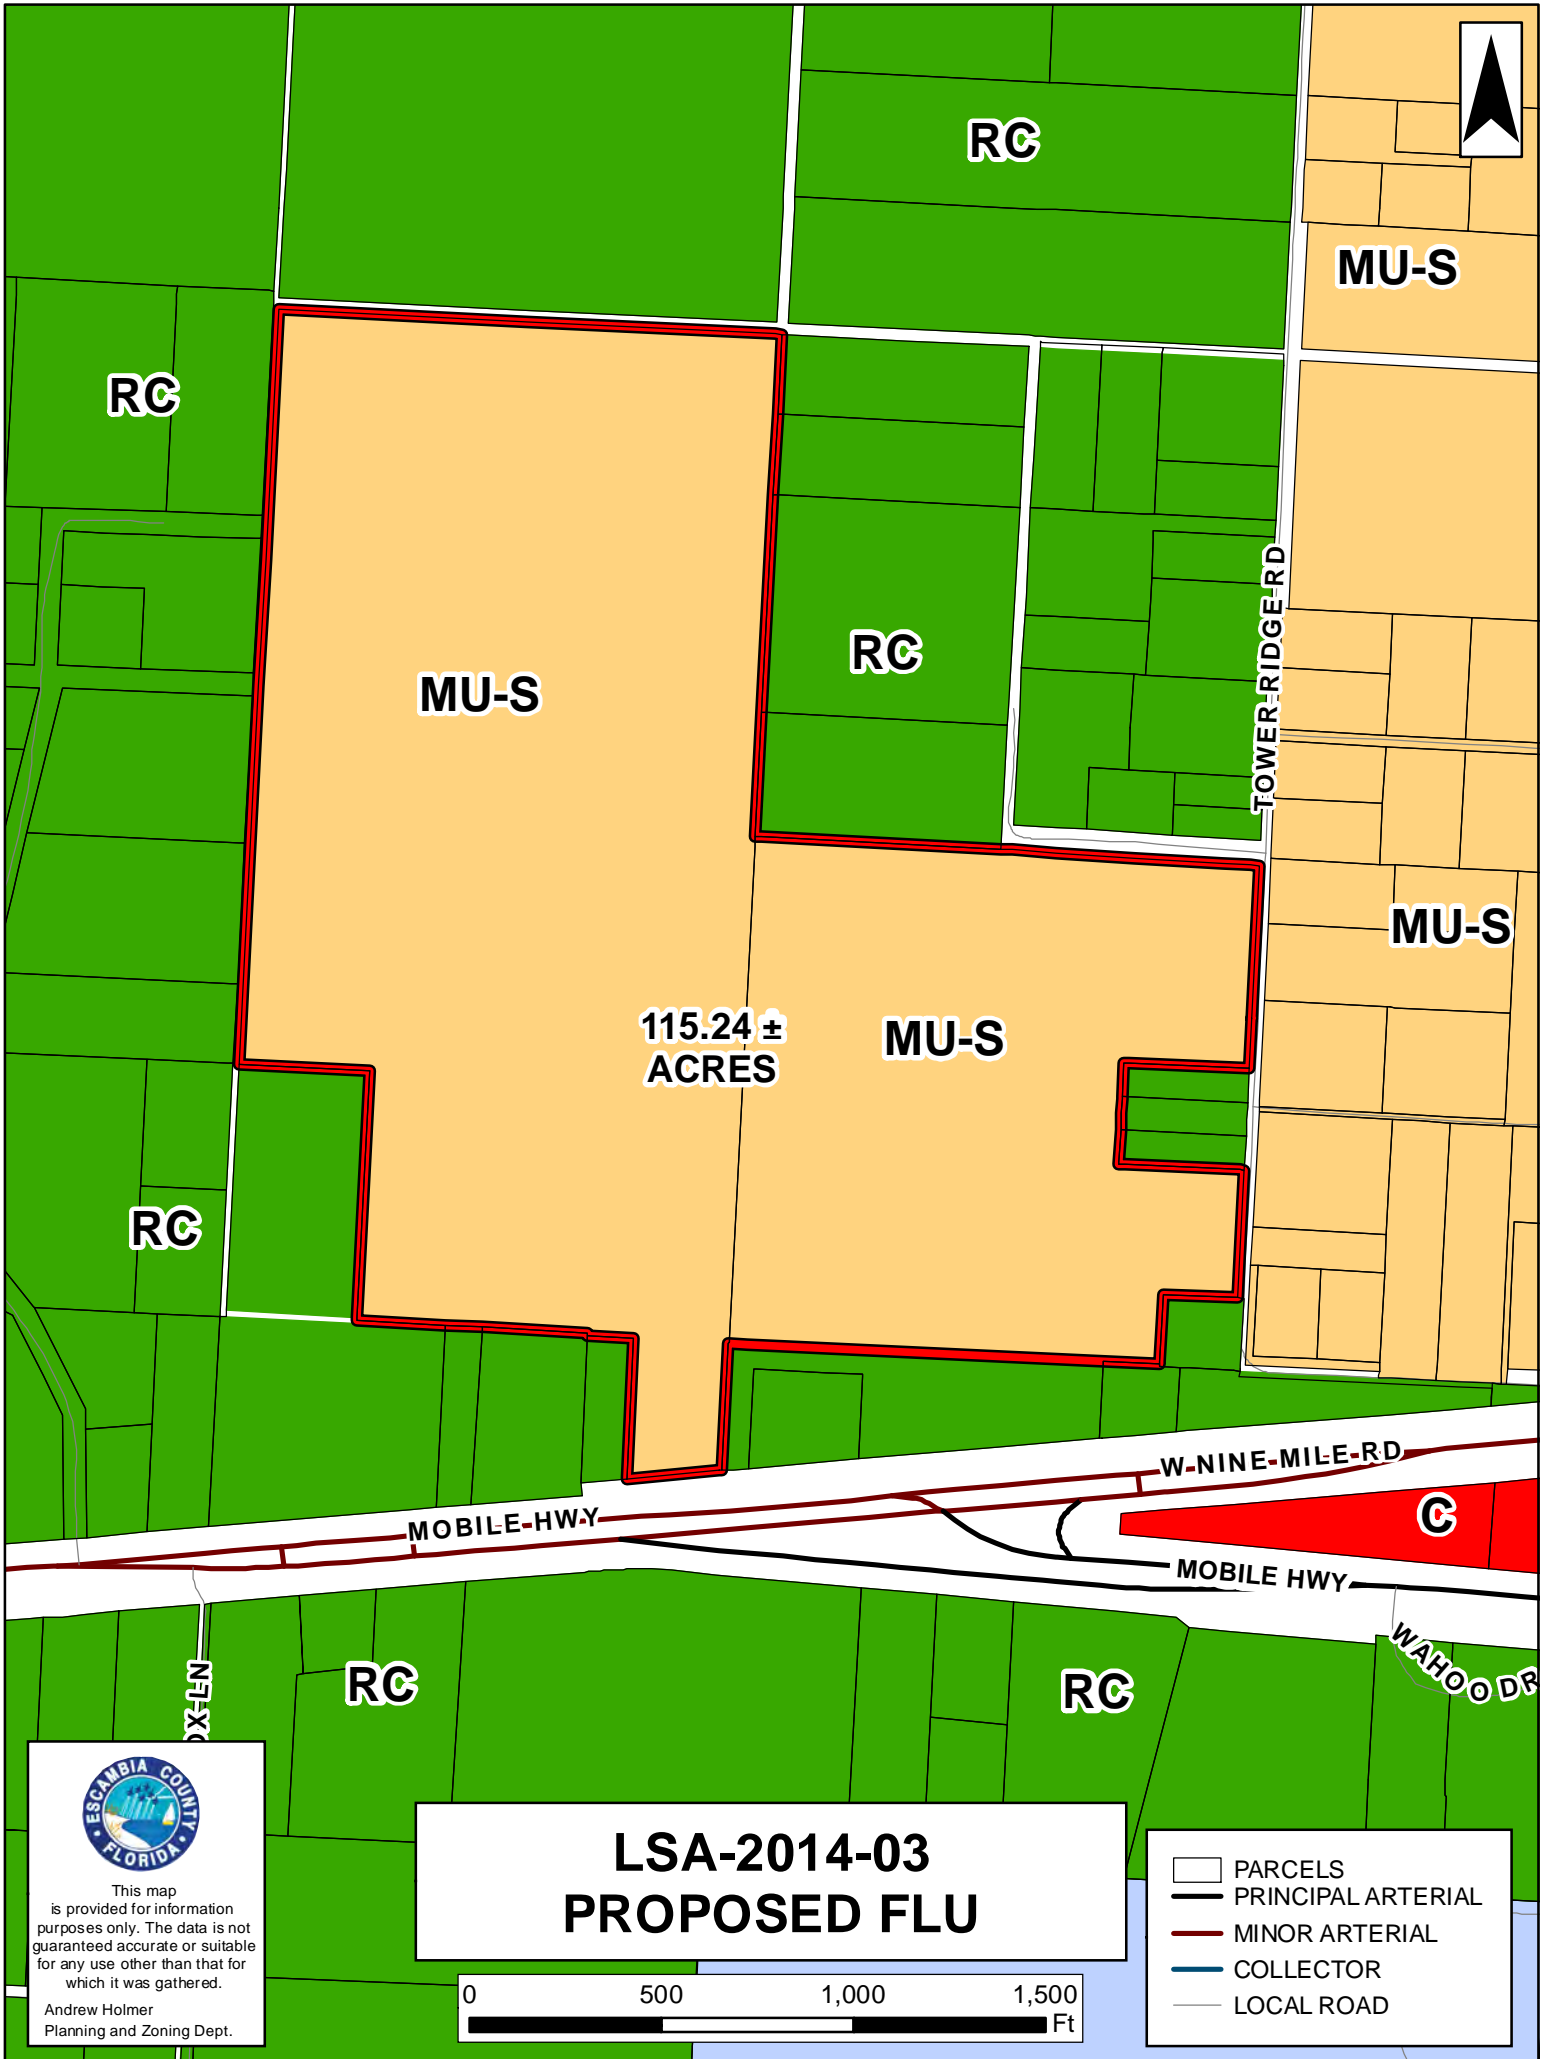 RC
MU-S
RC
RC
MU-S
TOWER RIDGE RD
MU-S
115.24 ±
ACRES
MU-S
RC
W NINE MILE RD
MOBILE HWY
C
MOBILE HWY
WAHOO DR
OX LN
RC
RC
ESCAMBIA COUNTY
FLORIDA
This map
is provided for information
purposes only. The data is not
guaranteed accurate or suitable
for any use other than that for
which it was gathered.
Andrew Holmer
Planning and Zoning Dept.
LSA-2014-03
PROPOSED FLU
0 500 1,000 1,500
Ft
PARCELS
PRINCIPAL ARTERIAL
MINOR ARTERIAL
COLLECTOR
LOCAL ROAD